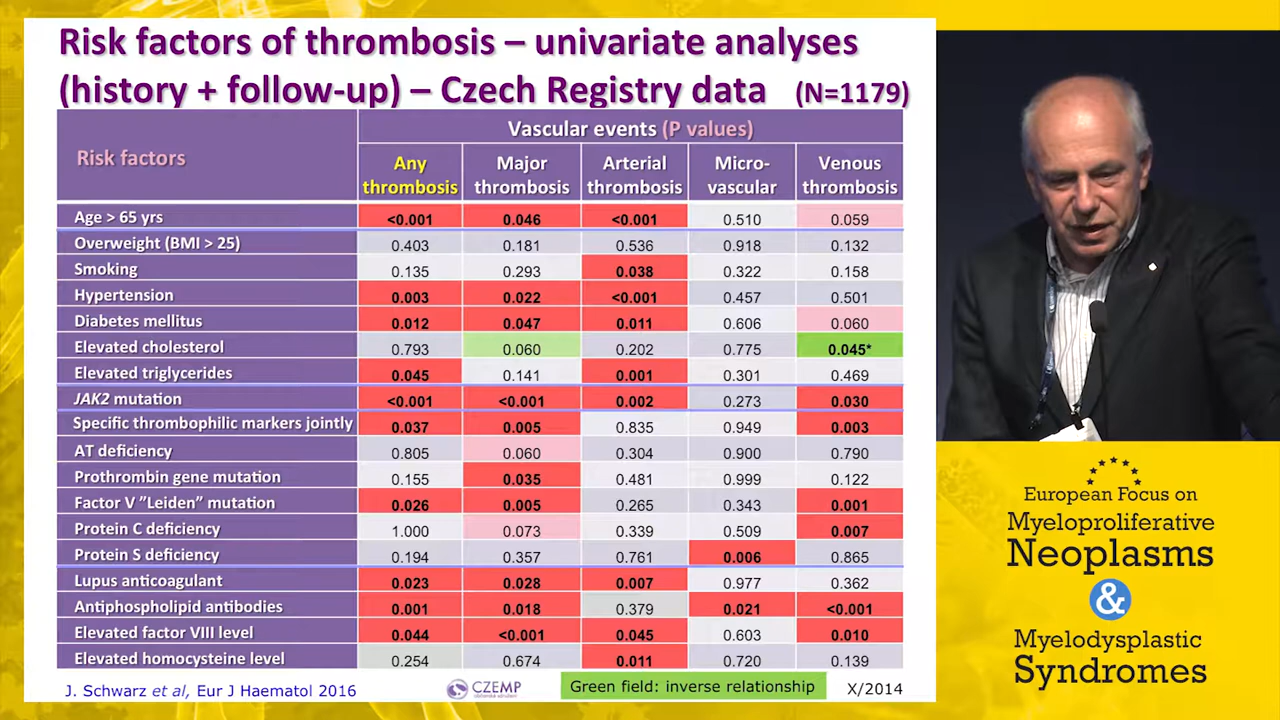 Risk factors of thrombosis – univariate analyses
(history + follow-up) – Czech Registry data (N=1179)
Risk factors
Vascular events (P values)
Any thrombosis
Major thrombosis
Arterial thrombosis
Micro-vascular
Venous thrombosis
Age > 65 yrs <0.001 0.046 <0.001 0.510 0.059
Overweight (BMI > 25) 0.403 0.181 0.536 0.918 0.132
Smoking 0.135 0.293 0.038 0.322 0.158
Hypertension 0.003 0.022 <0.001 0.457 0.501
Diabetes mellitus 0.012 0.047 0.011 0.606 0.060
Elevated cholesterol 0.793 0.060 0.202 0.775 0.045*
Elevated triglycerides 0.045 0.141 0.001 0.301 0.469
JAK2 mutation <0.001 <0.001 0.002 0.273 0.030
Specific thrombophilic markers jointly 0.037 0.005 0.835 0.949 0.003
AT deficiency 0.805 0.060 0.304 0.900 0.790
Prothrombin gene mutation 0.155 0.035 0.481 0.999 0.122
Factor V ”Leiden” mutation 0.026 0.005 0.265 0.343 0.001
Protein C deficiency 1.000 0.073 0.339 0.509 0.007
Protein S deficiency 0.194 0.357 0.761 0.006 0.865
Lupus anticoagulant 0.023 0.028 0.007 0.977 0.362
Antiphospholipid antibodies 0.001 0.018 0.379 0.021 <0.001
Elevated factor VIII level 0.044 <0.001 0.045 0.603 0.010
Elevated homocysteine level 0.254 0.674 0.011 0.720 0.139
J. Schwarz et al, Eur J Haematol 2016
CZEMP
Green field: inverse relationship
X/2014
European Focus on
Myeloproliferative
Neoplasms
&
Myelodysplastic
Syndromes